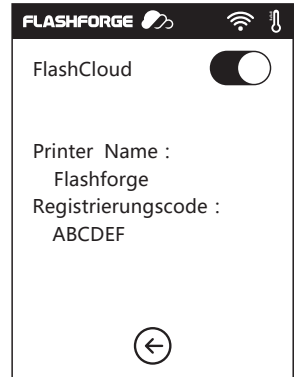 FLASHFORGE
FlashCloud
Printer Name :
Flashforge
Registrierungscode :
ABCDEF